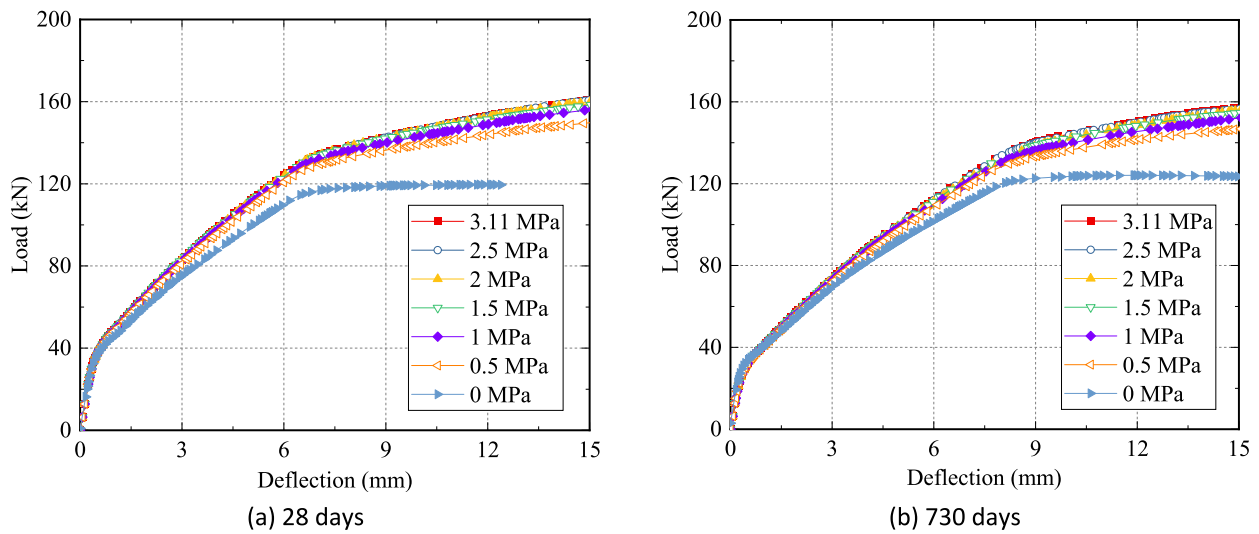 200
160
120
80
40
0
Load (kN)
3.11 MPa
2.5 MPa
2 MPa
1.5 MPa
1 MPa
0.5 MPa
0 MPa
0 3 6 9 12 15
Deflection (mm)
(a) 28 days
200
160
120
80
40
0
Load (kN)
3.11 MPa
2.5 MPa
2 MPa
1.5 MPa
1 MPa
0.5 MPa
0 MPa
0 3 6 9 12 15
Deflection (mm)
(b) 730 days